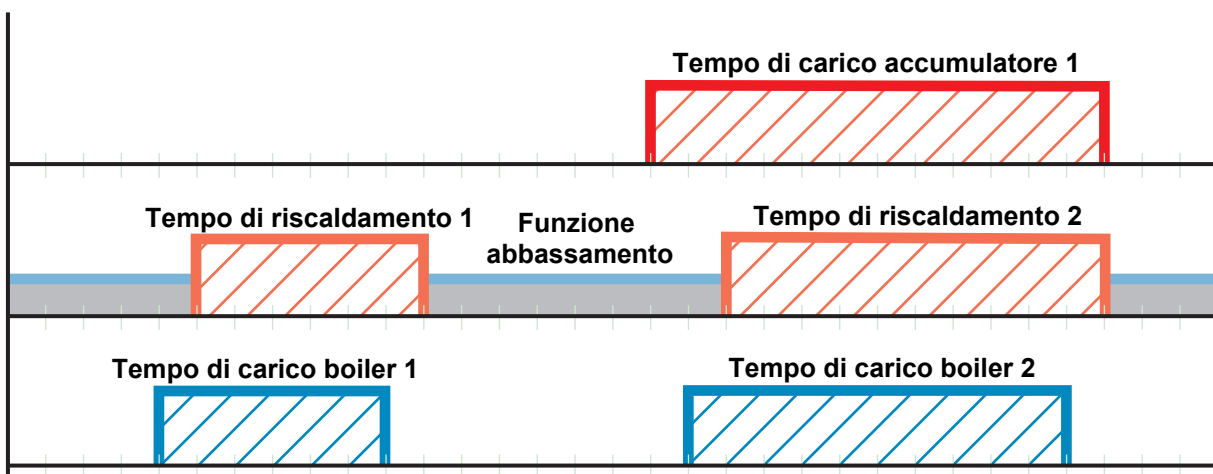 Tempo di carico accumulatore 1
Tempo di riscaldamento 1
Funzione
abbassamento
Tempo di riscaldamento 2
Tempo di carico boiler 1
Tempo di carico boiler 2